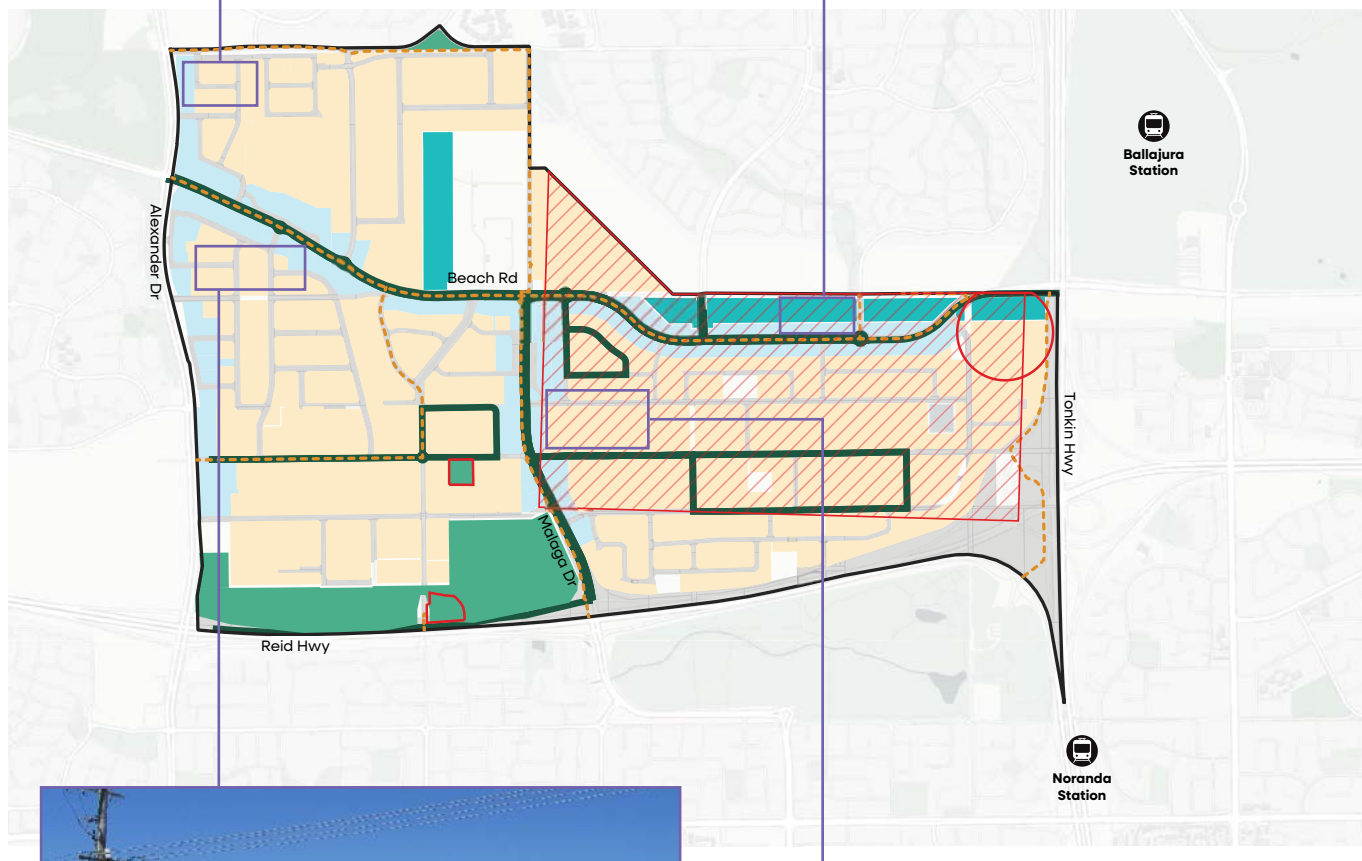 Ballajura
Station
Alexander Dr
Beach Rd
Tonkin Hwy
Malaga Dr
Reid Hwy
Noranda
Station